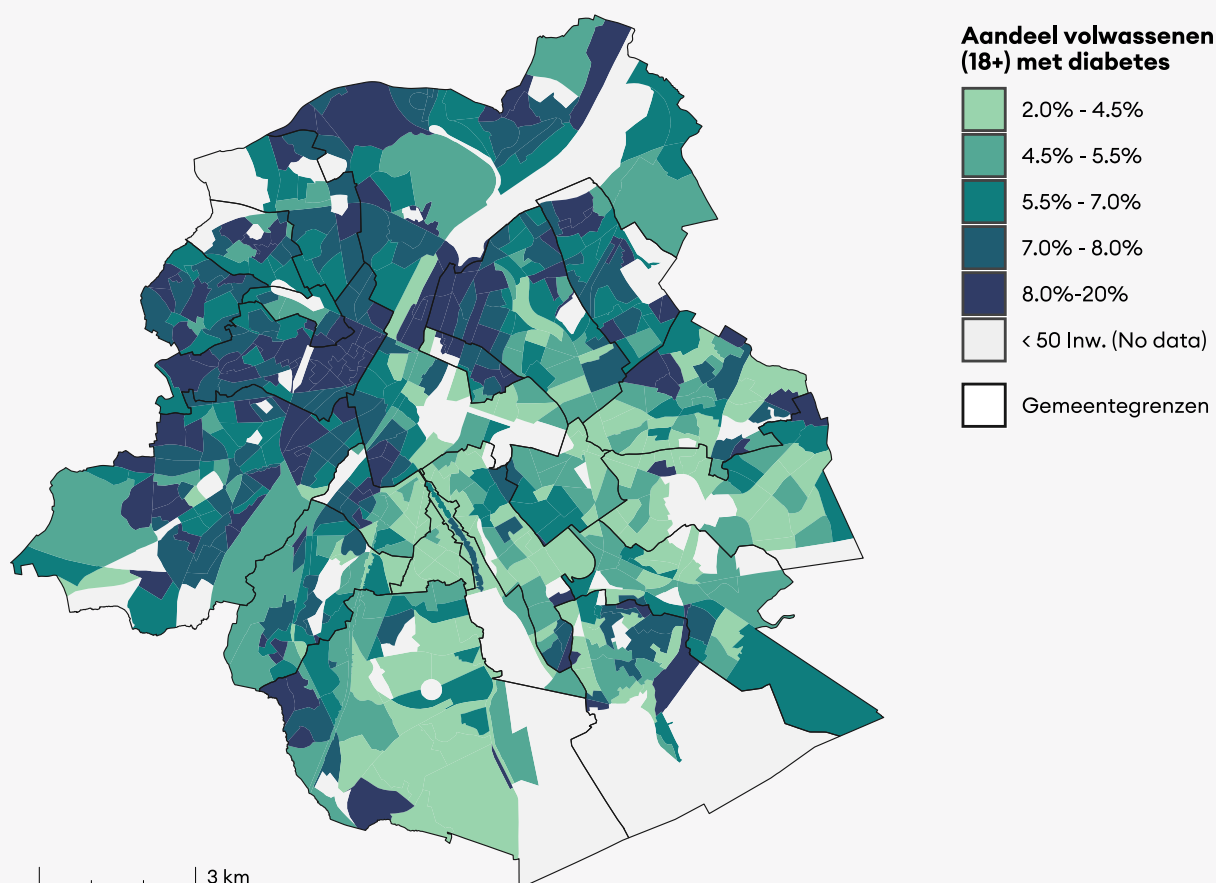 Aandeel volwassenen
(18+) met diabetes
2.0% - 4.5%
4.5% - 5.5%
5.5% - 7.0%
7.0% - 8.0%
8.0%-20%
< 50 Inw. (No data)
Gemeentegrenzen
3 km